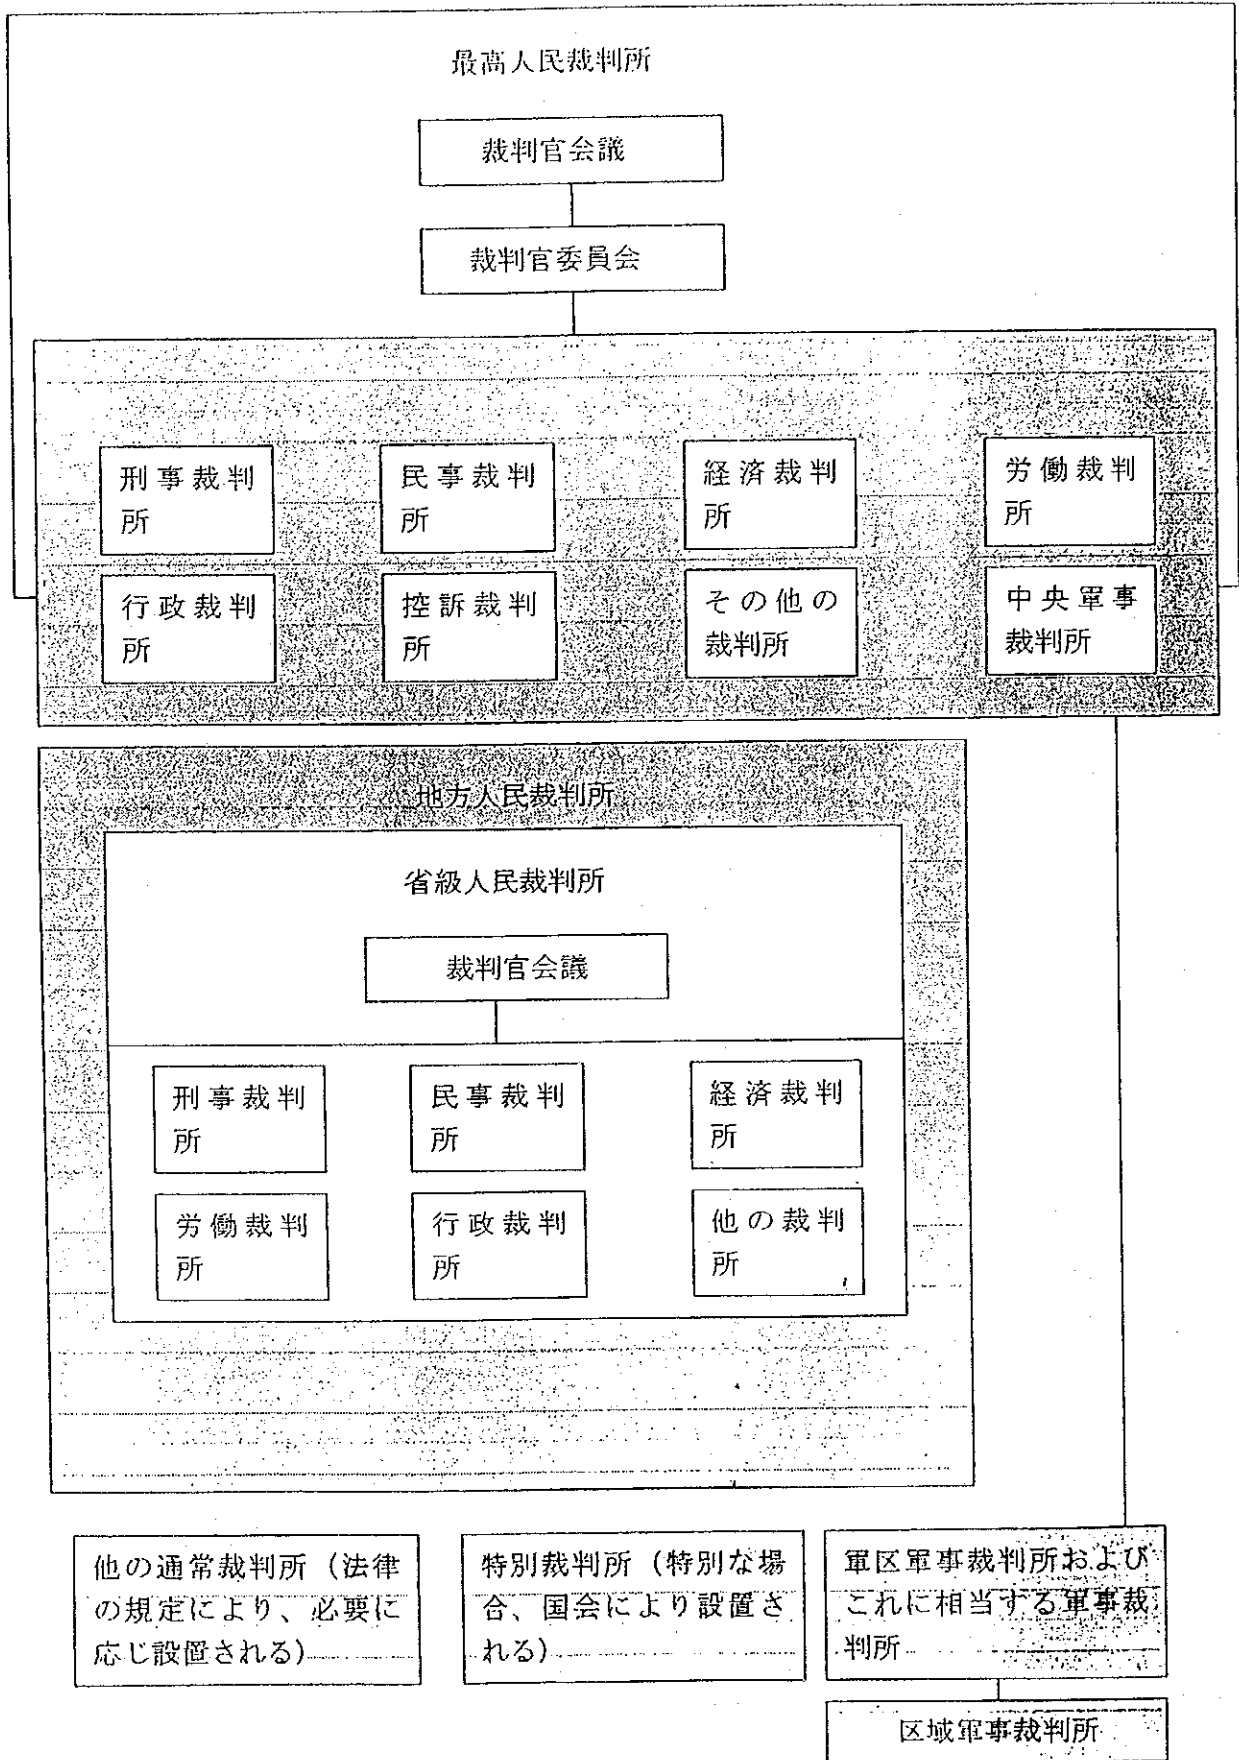 最高人民裁判所
裁判官会議
裁判官委員会
刑事裁判
所
民事裁判
所
経済裁判
所
労働裁判
所
行政裁判
所
控訴裁判
所
その他の
裁判所
中央軍事
裁判所
地方人民裁判所
省級人民裁判所
裁判官会議
刑事裁判
所
民事裁判
所
経済裁判
所
労働裁判
所
行政裁判
所
他の裁判
所
他の通常裁判所（法律
の規定により、必要に
応じ設置される）
特別裁判所（特別な場
合、国会により設置さ
れる）
軍区軍事裁判所および
これに相当する軍事裁
判所
区域軍事裁判所